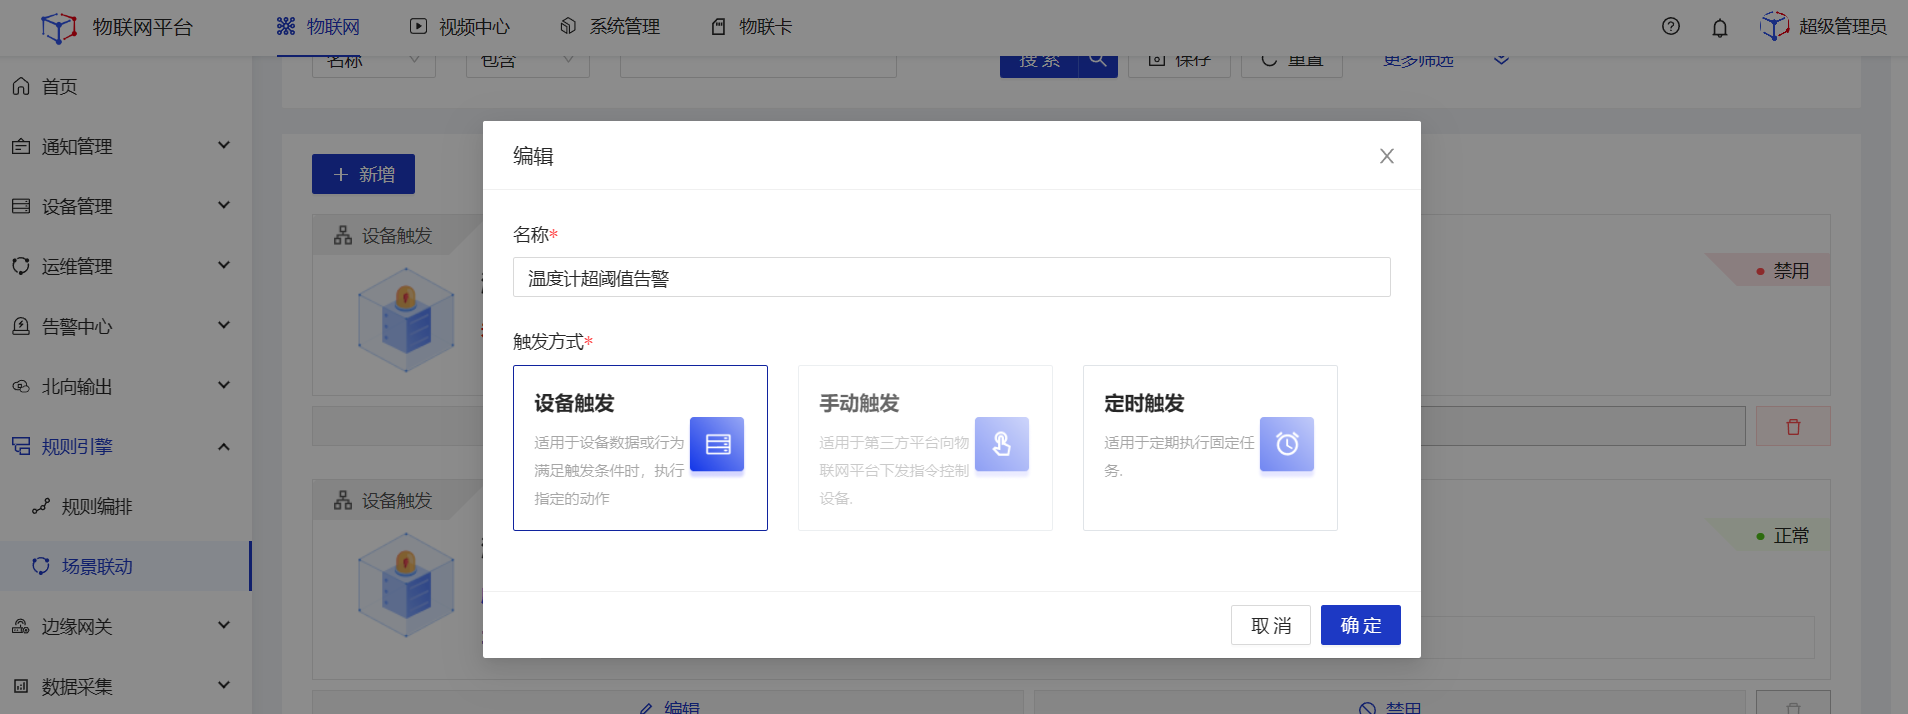 物联网平台
物联网
视频中心
系统管理
物联卡
超级管理员
名称
包含
搜 索
保存
重置
更多筛选
首页
通知管理
设备管理
运维管理
告警中心
北向输出
规则引擎
规则编排
场景联动
边缘网关
数据采集
新增
设备触发
禁用
设备触发
正常
编辑
禁用
编辑
名称*
温度计超阈值告警
触发方式*
设备触发
适用于设备数据或行为
满足触发条件时，执行
指定的动作
手动触发
适用于第三方平台向物
联网平台下发指令控制
设备.
定时触发
适用于定期执行固定任
务.
取 消
确 定